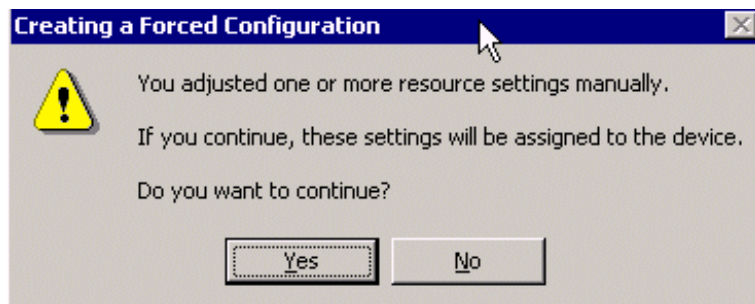 Creating a Forced Configuration
You adjusted one or more resource settings manually.
If you continue, these settings will be assigned to the device.
Do you want to continue?
Yes No